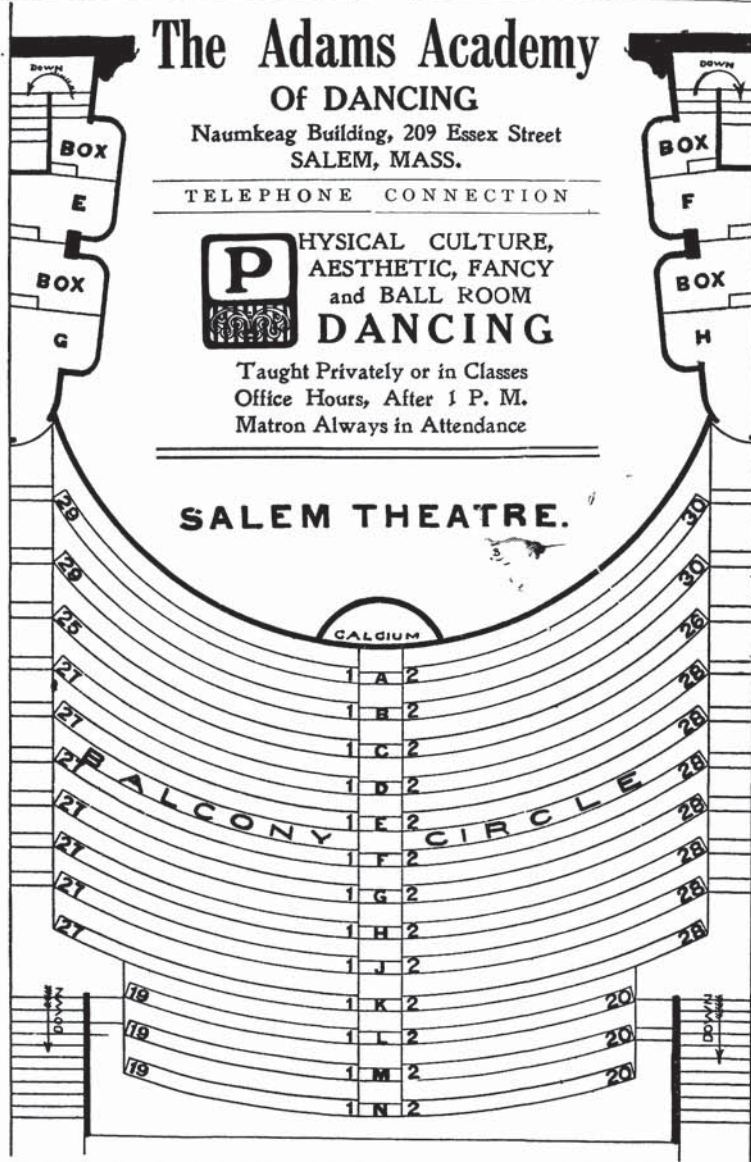 The Adams Academy
Of DANCING
Naumkeag Building, 209 Essex Street
SALEM, MASS.
TELEPHONE CONNECTION
PHYSICAL CULTURE,
AESTHETIC, FANCY
and BALL ROOM
DANCING
Taught Privately or in Classes
Office Hours, After 1 P. M.
Matron Always in Attendance
DOWN
DOWN
BOX
E
BOX
F
BOX
G
BOX
H
SALEM THEATRE.
CALCIUM
29 1 A 2 30
29 1 B 2 30
25 1 C 2 26
27 1 D 2 28
27 1 E 2 28
27 1 F 2 28
27 1 G 2 28
27 1 H 2 28
27 1 J 2 28
27 1 K 2 28
19 1 L 2 20
19 1 M 2 20
19 1 N 2 20
BALCONY CIRCLE
DOWN
DOWN